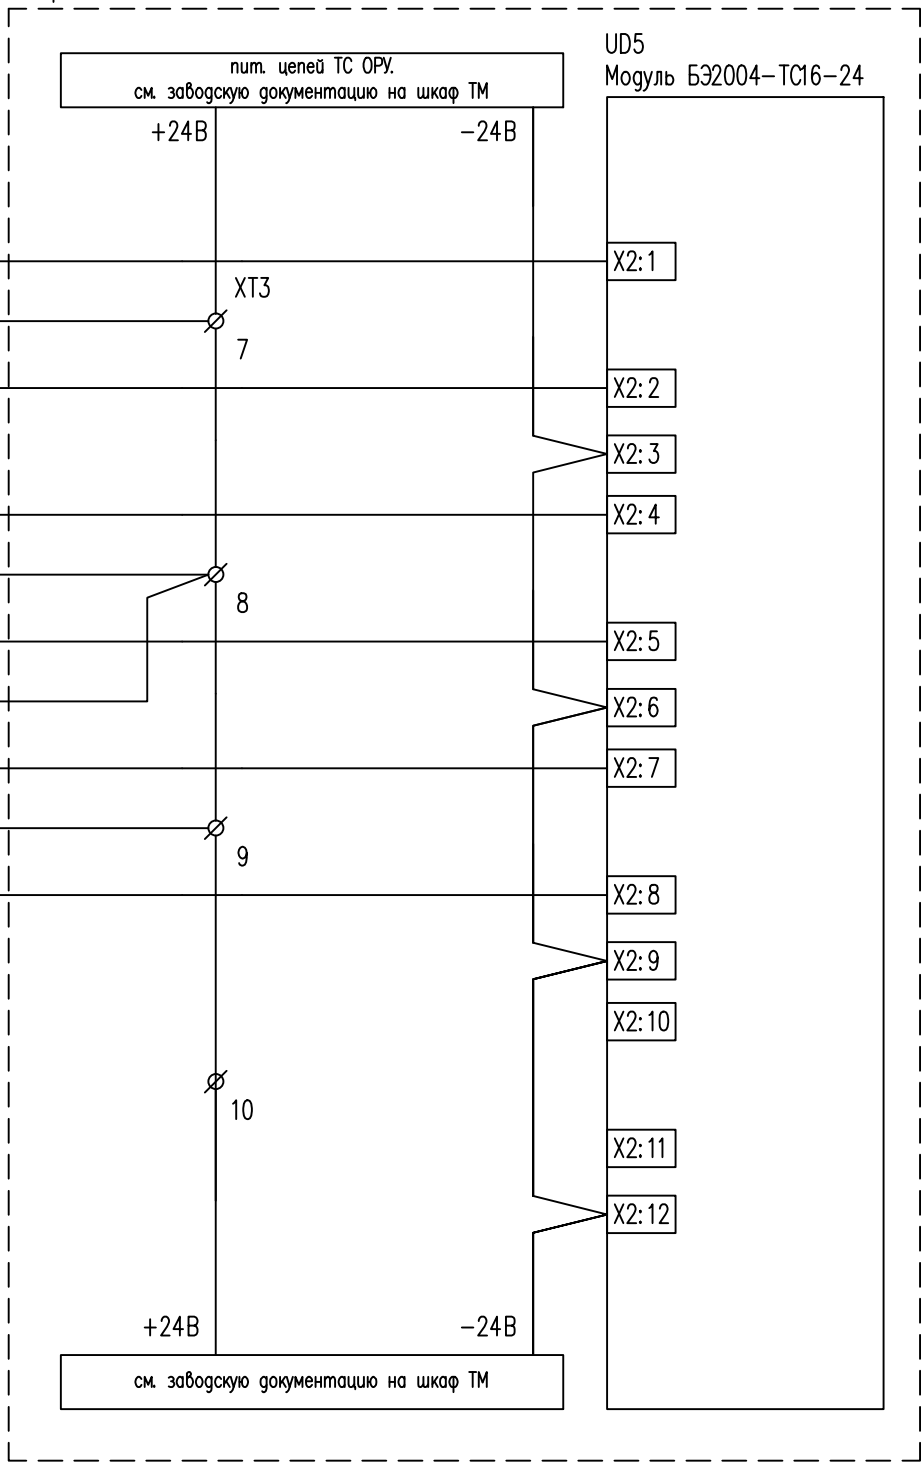 пит. цепей ТС ОРУ.
см. заводскую документацию на шкаф ТМ
UD5
Модуль БЭ2004-ТС16-24
+24В
-24В
X2:1
XT3
7
X2:2
X2:3
X2:4
8
X2:5
X2:6
X2:7
9
X2:8
X2:9
X2:10
10
X2:11
X2:12
+24В
-24В
см. заводскую документацию на шкаф ТМ